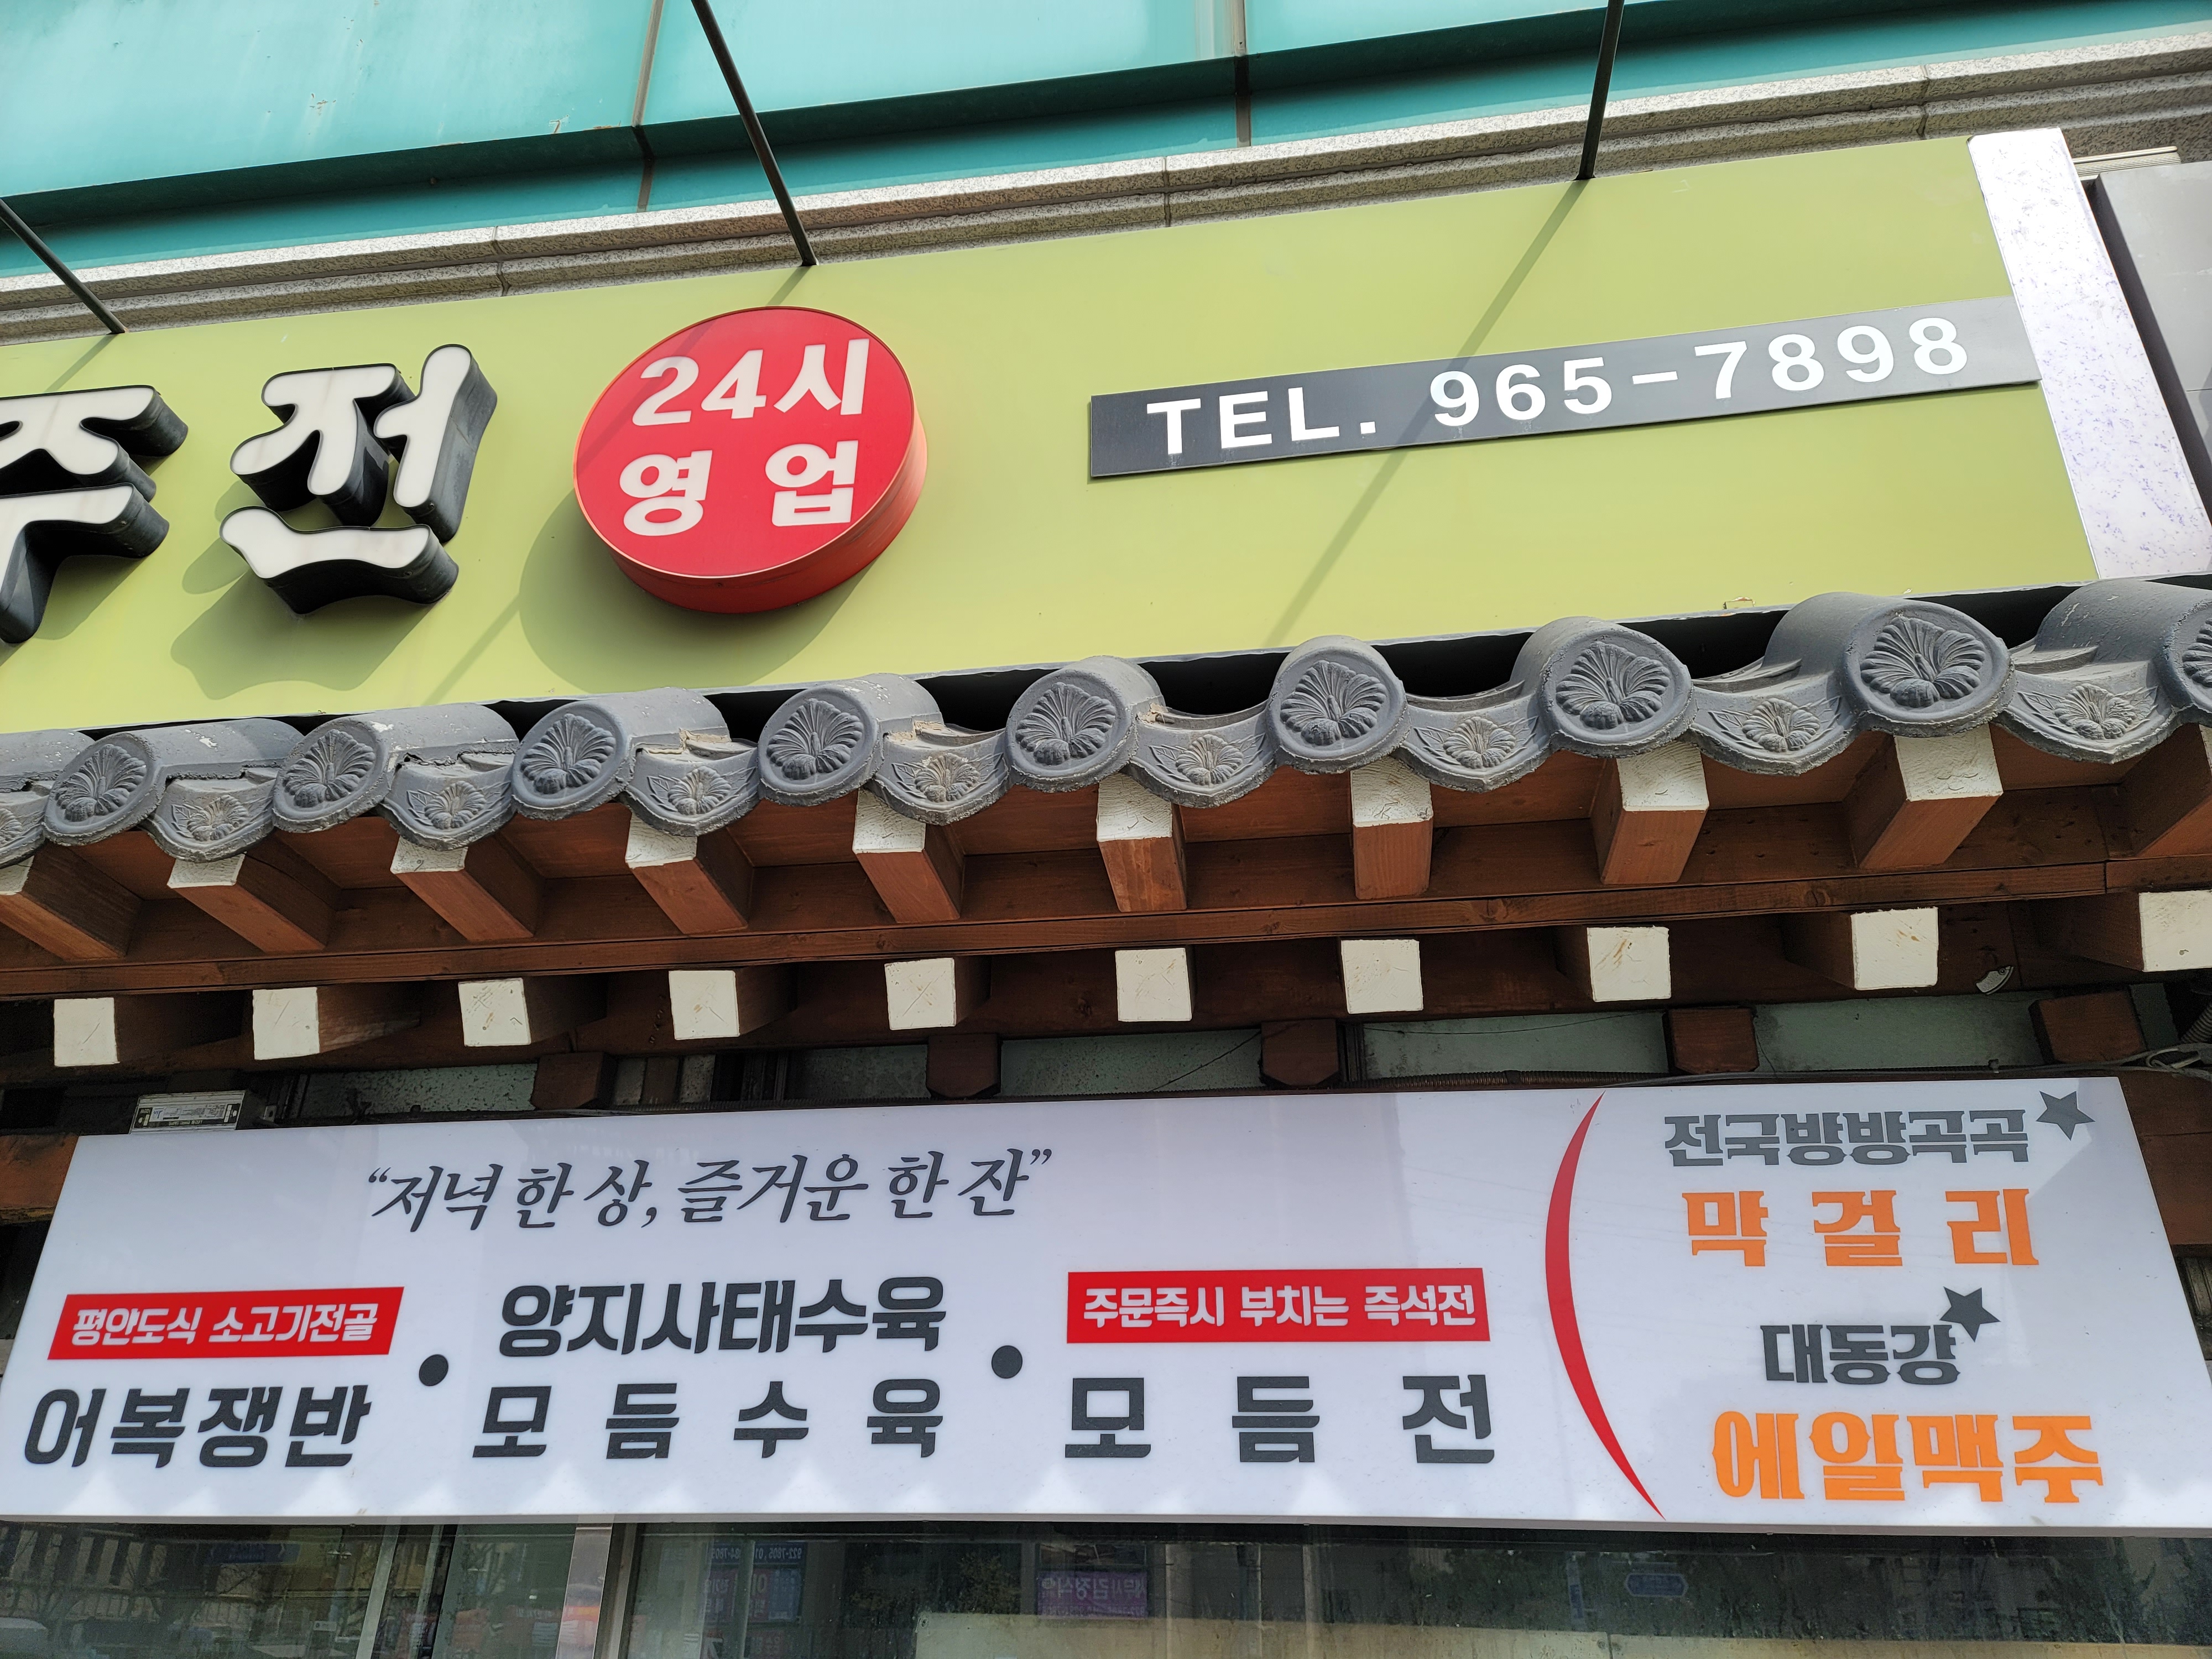 주전
24시
영업
TEL. 965-7898
“저녁 한 상, 즐거운 한 잔”
평안도식 소고기전골
어복쟁반
•
양지사태수육
모듬수육
•
주문즉시 부치는 즉석전
모듬전
전국방방곡곡
막걸리
대동강
에일맥주